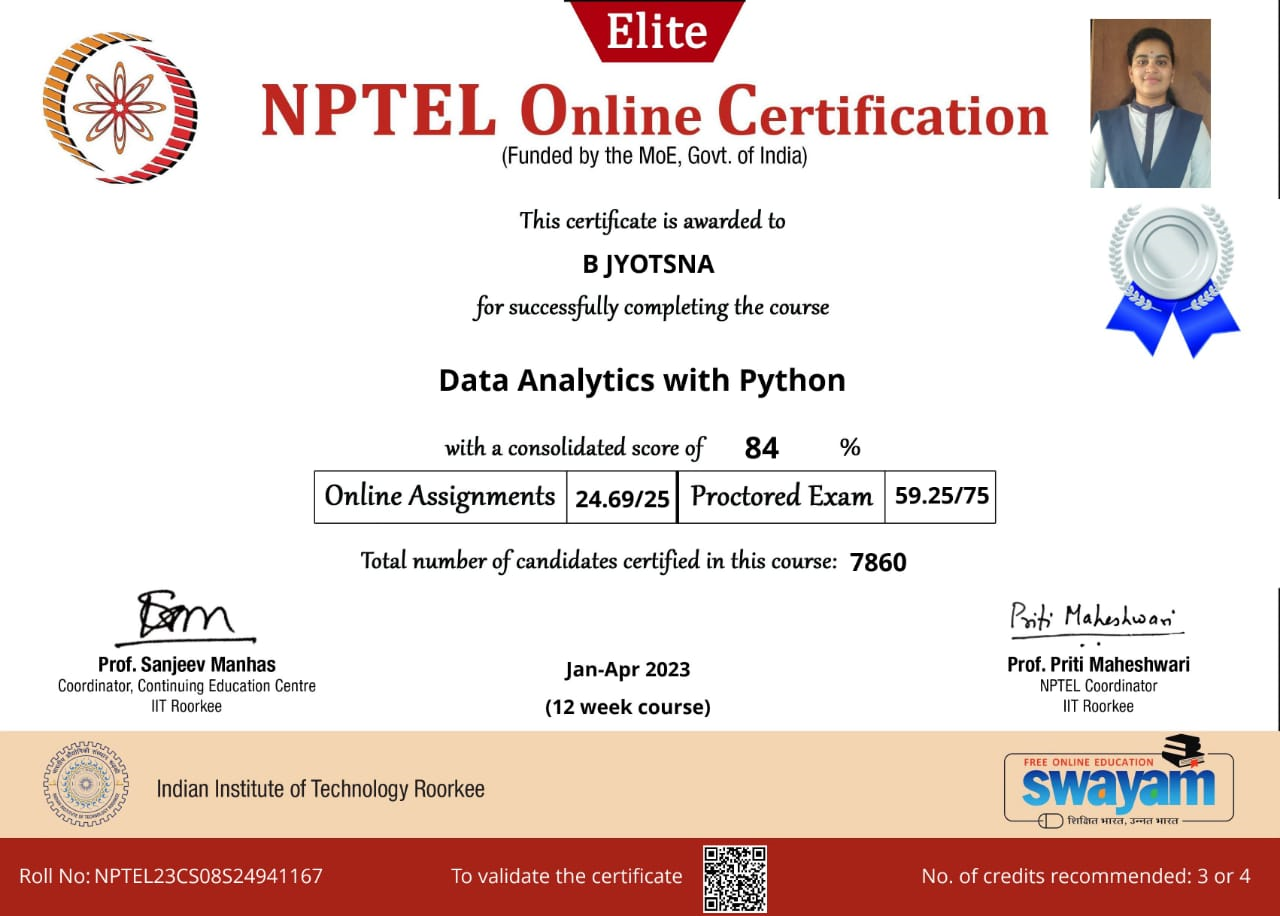 Elite
NPTEL Online Certification
(Funded by the MoE, Govt. of India)
This certificate is awarded to
B JYOTSNA
for successfully completing the course
Data Analytics with Python
with a consolidated score of 84 %
Online Assignments 24.69/25 Proctored Exam 59.25/75
Total number of candidates certified in this course: 7860
Priti Maheshwari
Prof. Sanjeev Manhas
Coordinator, Continuing Education Centre
IIT Roorkee
Jan-Apr 2023
(12 week course)
Prof. Priti Maheshwari
NPTEL Coordinator
IIT Roorkee
Indian Institute of Technology Roorkee
FREE ONLINE EDUCATION
swayam
शिक्षित भारत, उन्नत भारत
Roll No: NPTEL23CS08S24941167
To validate the certificate
No. of credits recommended: 3 or 4